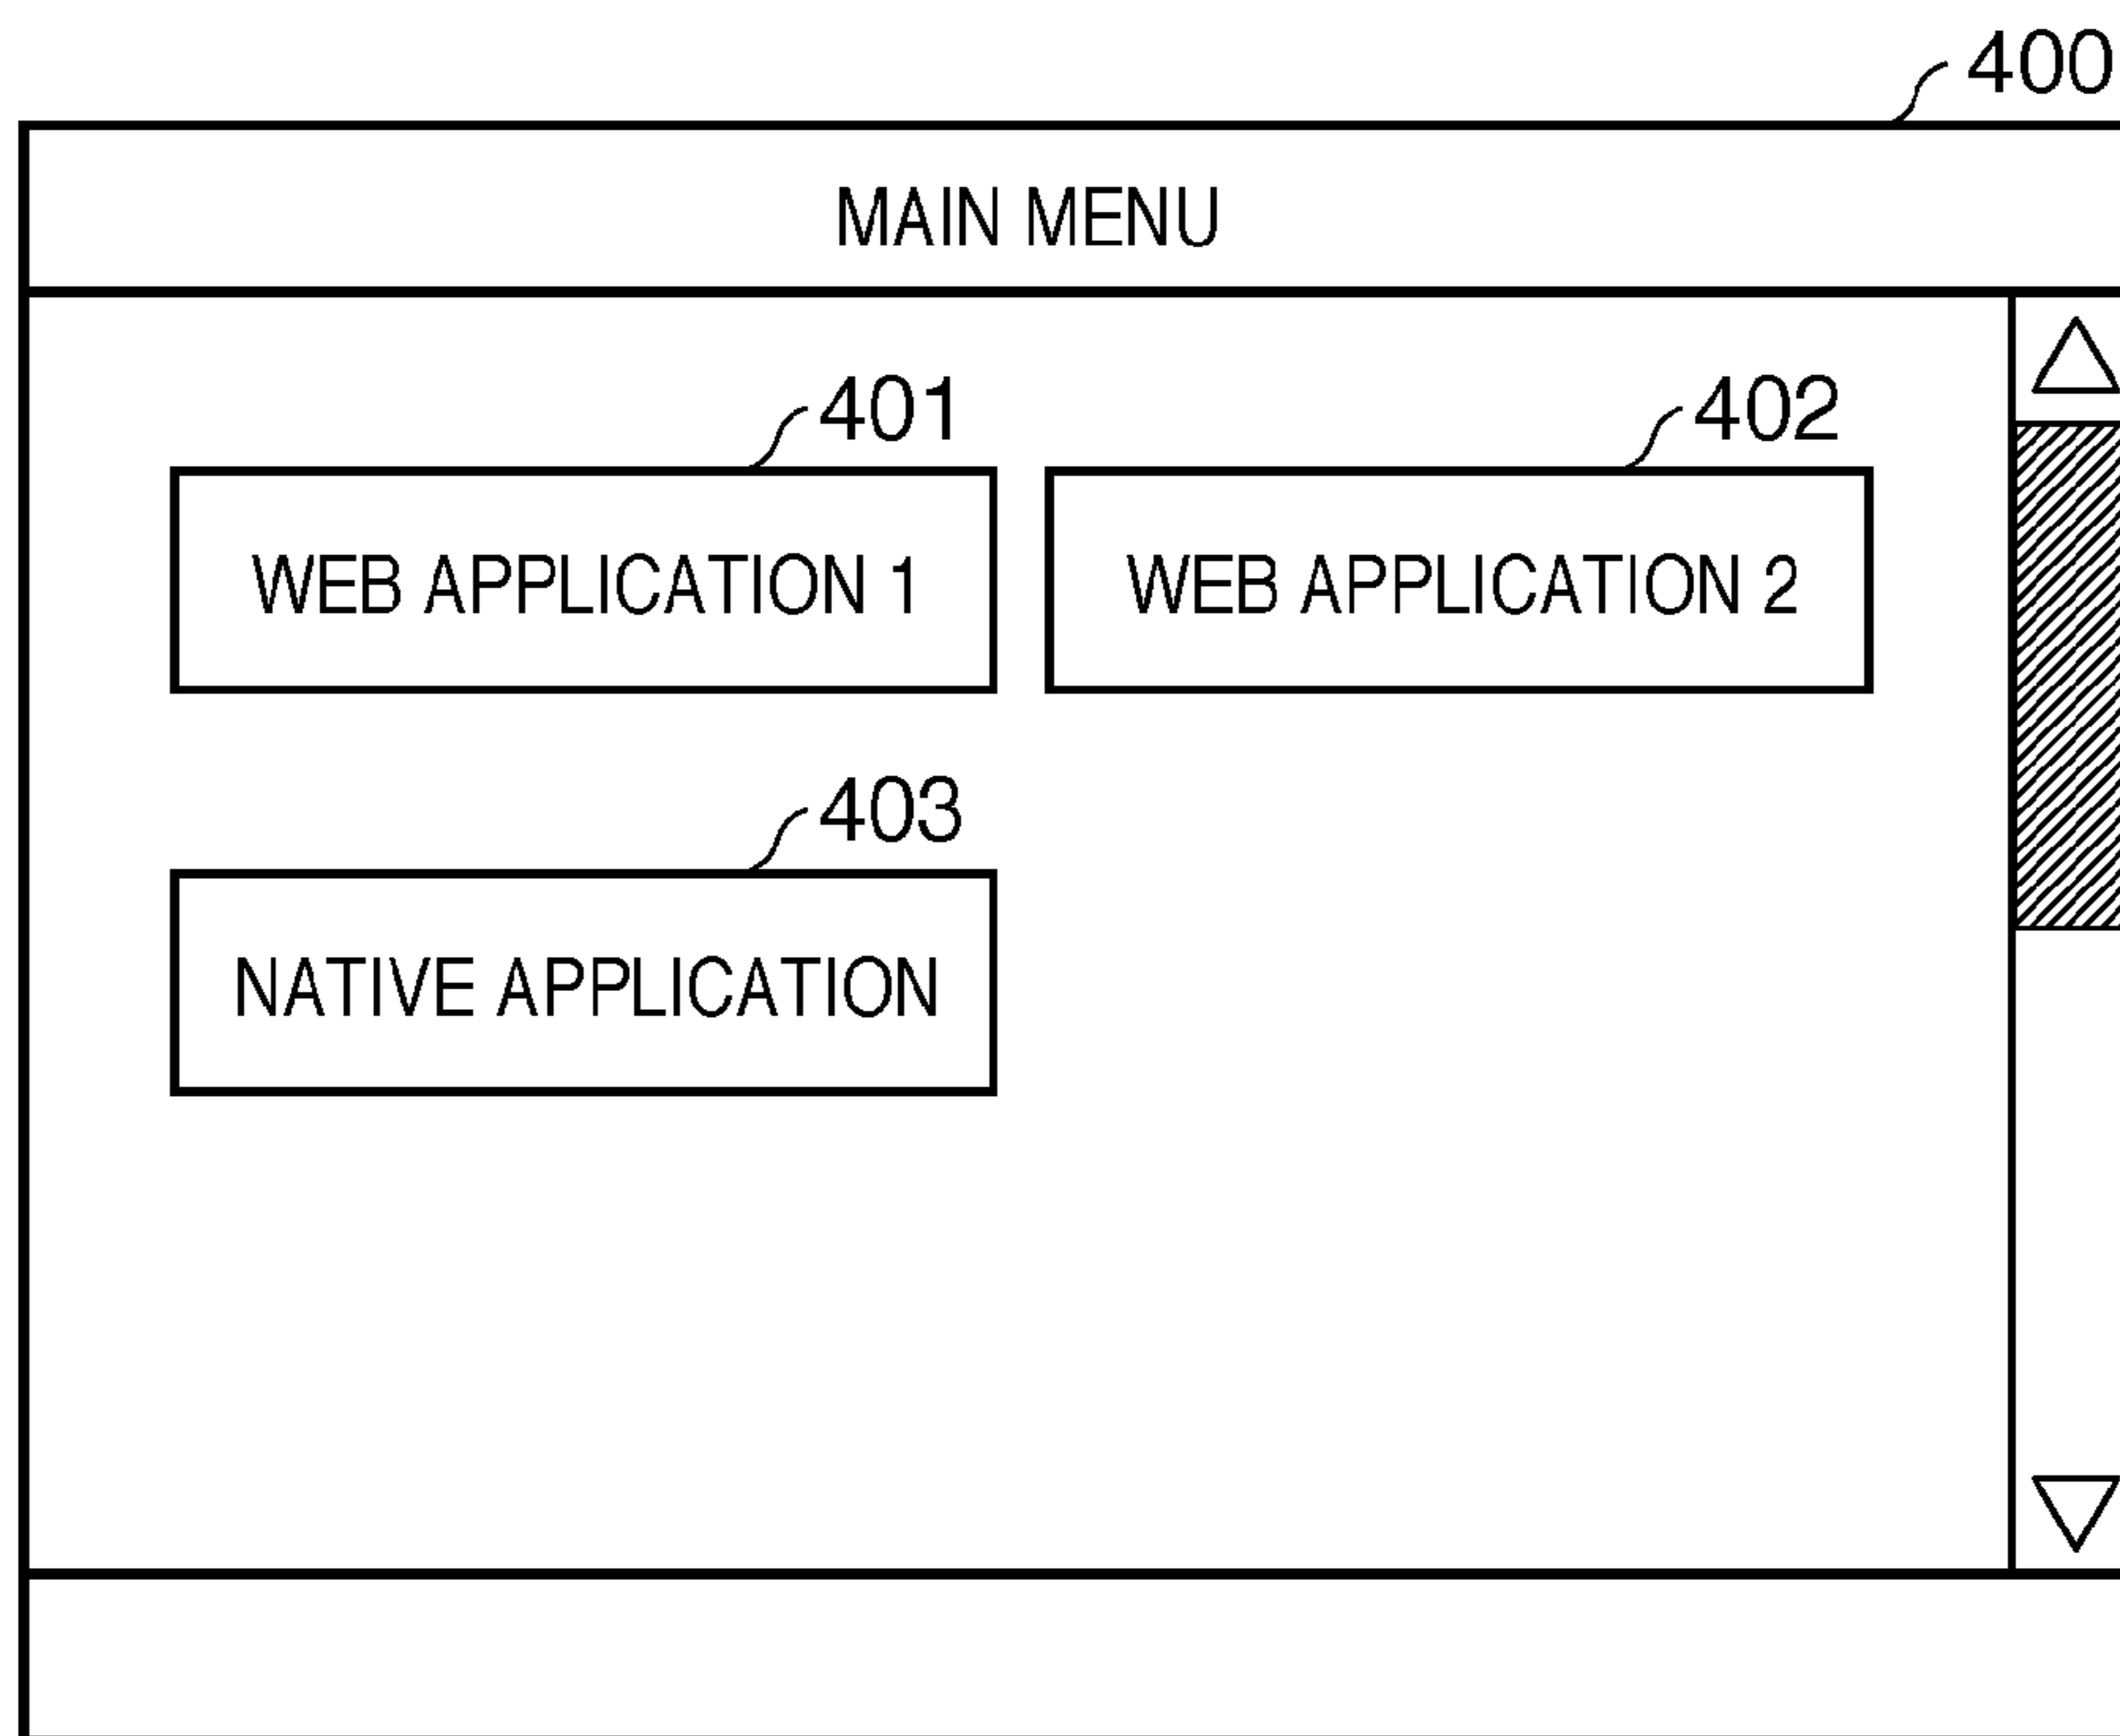 400
MAIN MENU
401
402
WEB APPLICATION 1
WEB APPLICATION 2
403
NATIVE APPLICATION